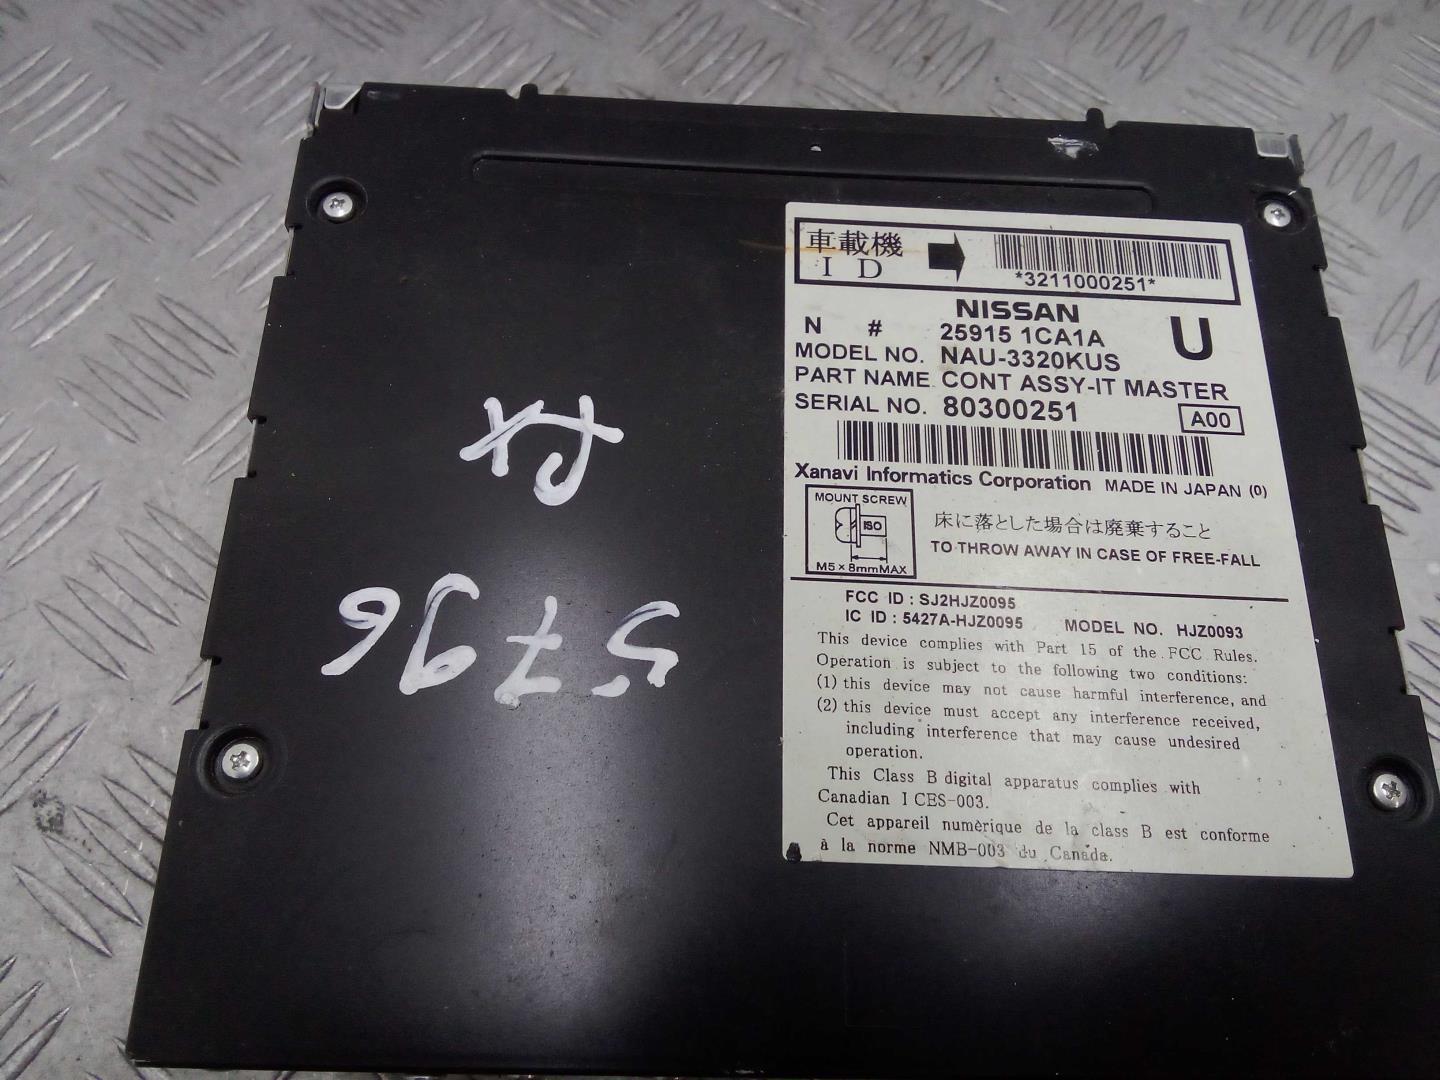 車載機
ID
*3211000251*
NISSAN
N # 25915 1CA1A
U
MODEL NO. NAU-3320KUS
PART NAME CONT ASSY-IT MASTER
SERIAL NO. 80300251
A00
Xanavi Informatics Corporation MADE IN JAPAN (0)
MOUNT SCREW
ISO
M5×8mmMAX
床に落とした場合は廃棄すること
TO THROW AWAY IN CASE OF FREE-FALL
FCC ID : SJ2HJZ0095
IC ID : 5427A-HJZ0095 MODEL NO. HJZ0093
This device complies with Part 15 of the FCC Rules.
Operation is subject to the following two conditions:
(1) this device may not cause harmful interference, and
(2) this device must accept any interference received,
including interference that may cause undesired
operation.
This Class B digital apparatus complies with
Canadian ICES-003.
Cet appareil numèrique de la class B est conforme
à la norme NMB-003 du Canada.
5796